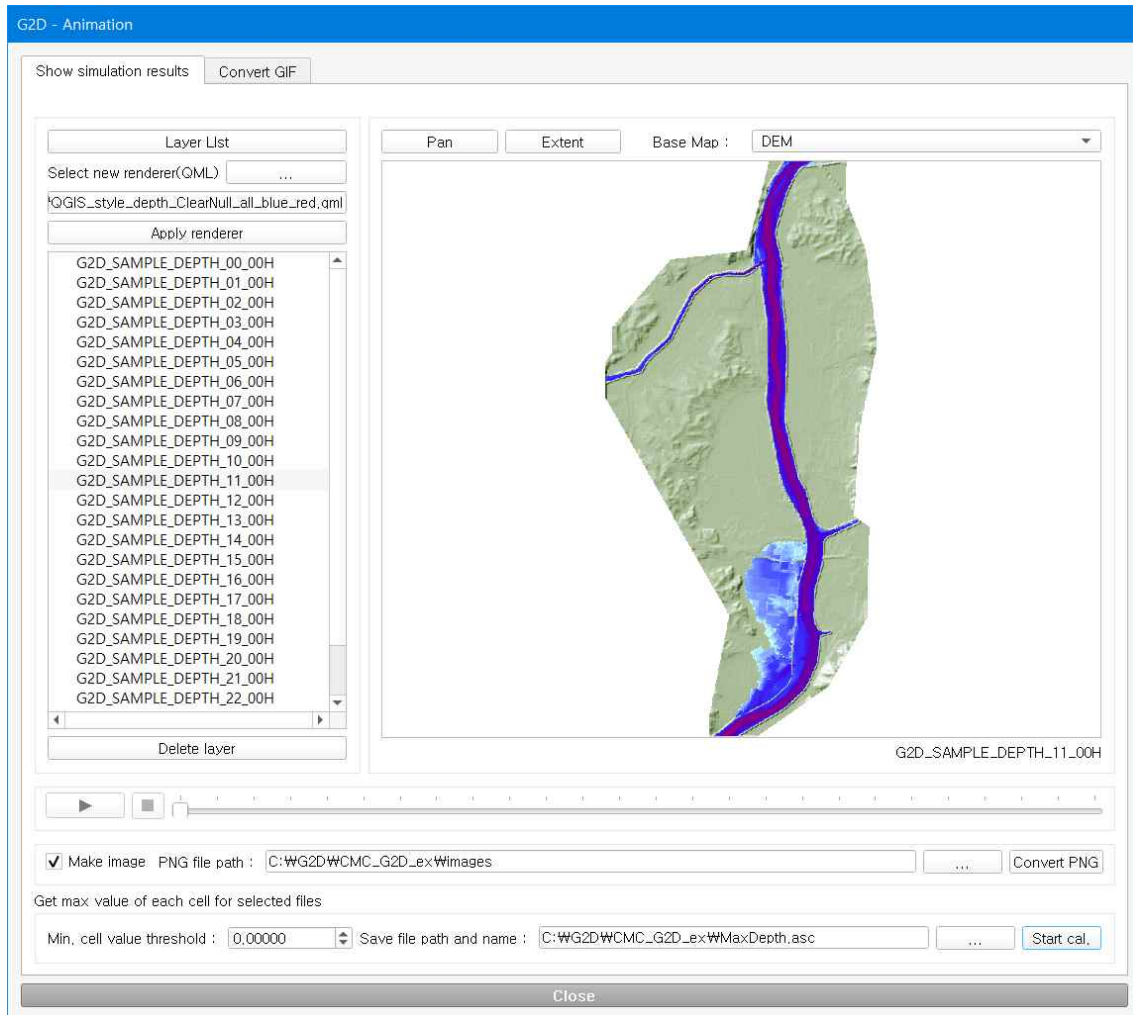 G2D - Animation
Show simulation results
Convert GIF
Layer LIst
Select new renderer(QML)
...
QGIS_style_depth_ClearNull_all_blue_red.qml
Apply renderer
G2D_SAMPLE_DEPTH_00_00H
G2D_SAMPLE_DEPTH_01_00H
G2D_SAMPLE_DEPTH_02_00H
G2D_SAMPLE_DEPTH_03_00H
G2D_SAMPLE_DEPTH_04_00H
G2D_SAMPLE_DEPTH_05_00H
G2D_SAMPLE_DEPTH_06_00H
G2D_SAMPLE_DEPTH_07_00H
G2D_SAMPLE_DEPTH_08_00H
G2D_SAMPLE_DEPTH_09_00H
G2D_SAMPLE_DEPTH_10_00H
G2D_SAMPLE_DEPTH_11_00H
G2D_SAMPLE_DEPTH_12_00H
G2D_SAMPLE_DEPTH_13_00H
G2D_SAMPLE_DEPTH_14_00H
G2D_SAMPLE_DEPTH_15_00H
G2D_SAMPLE_DEPTH_16_00H
G2D_SAMPLE_DEPTH_17_00H
G2D_SAMPLE_DEPTH_18_00H
G2D_SAMPLE_DEPTH_19_00H
G2D_SAMPLE_DEPTH_20_00H
G2D_SAMPLE_DEPTH_21_00H
G2D_SAMPLE_DEPTH_22_00H
Delete layer
Pan
Extent
Base Map : DEM
G2D_SAMPLE_DEPTH_11_00H
Make image PNG file path : C:₩G2D₩CMC_G2D_ex₩images ... Convert PNG
Get max value of each cell for selected files
Min. cell value threshold : 0.00000 Save file path and name : C:₩G2D₩CMC_G2D_ex₩MaxDepth.asc ... Start cal.
Close